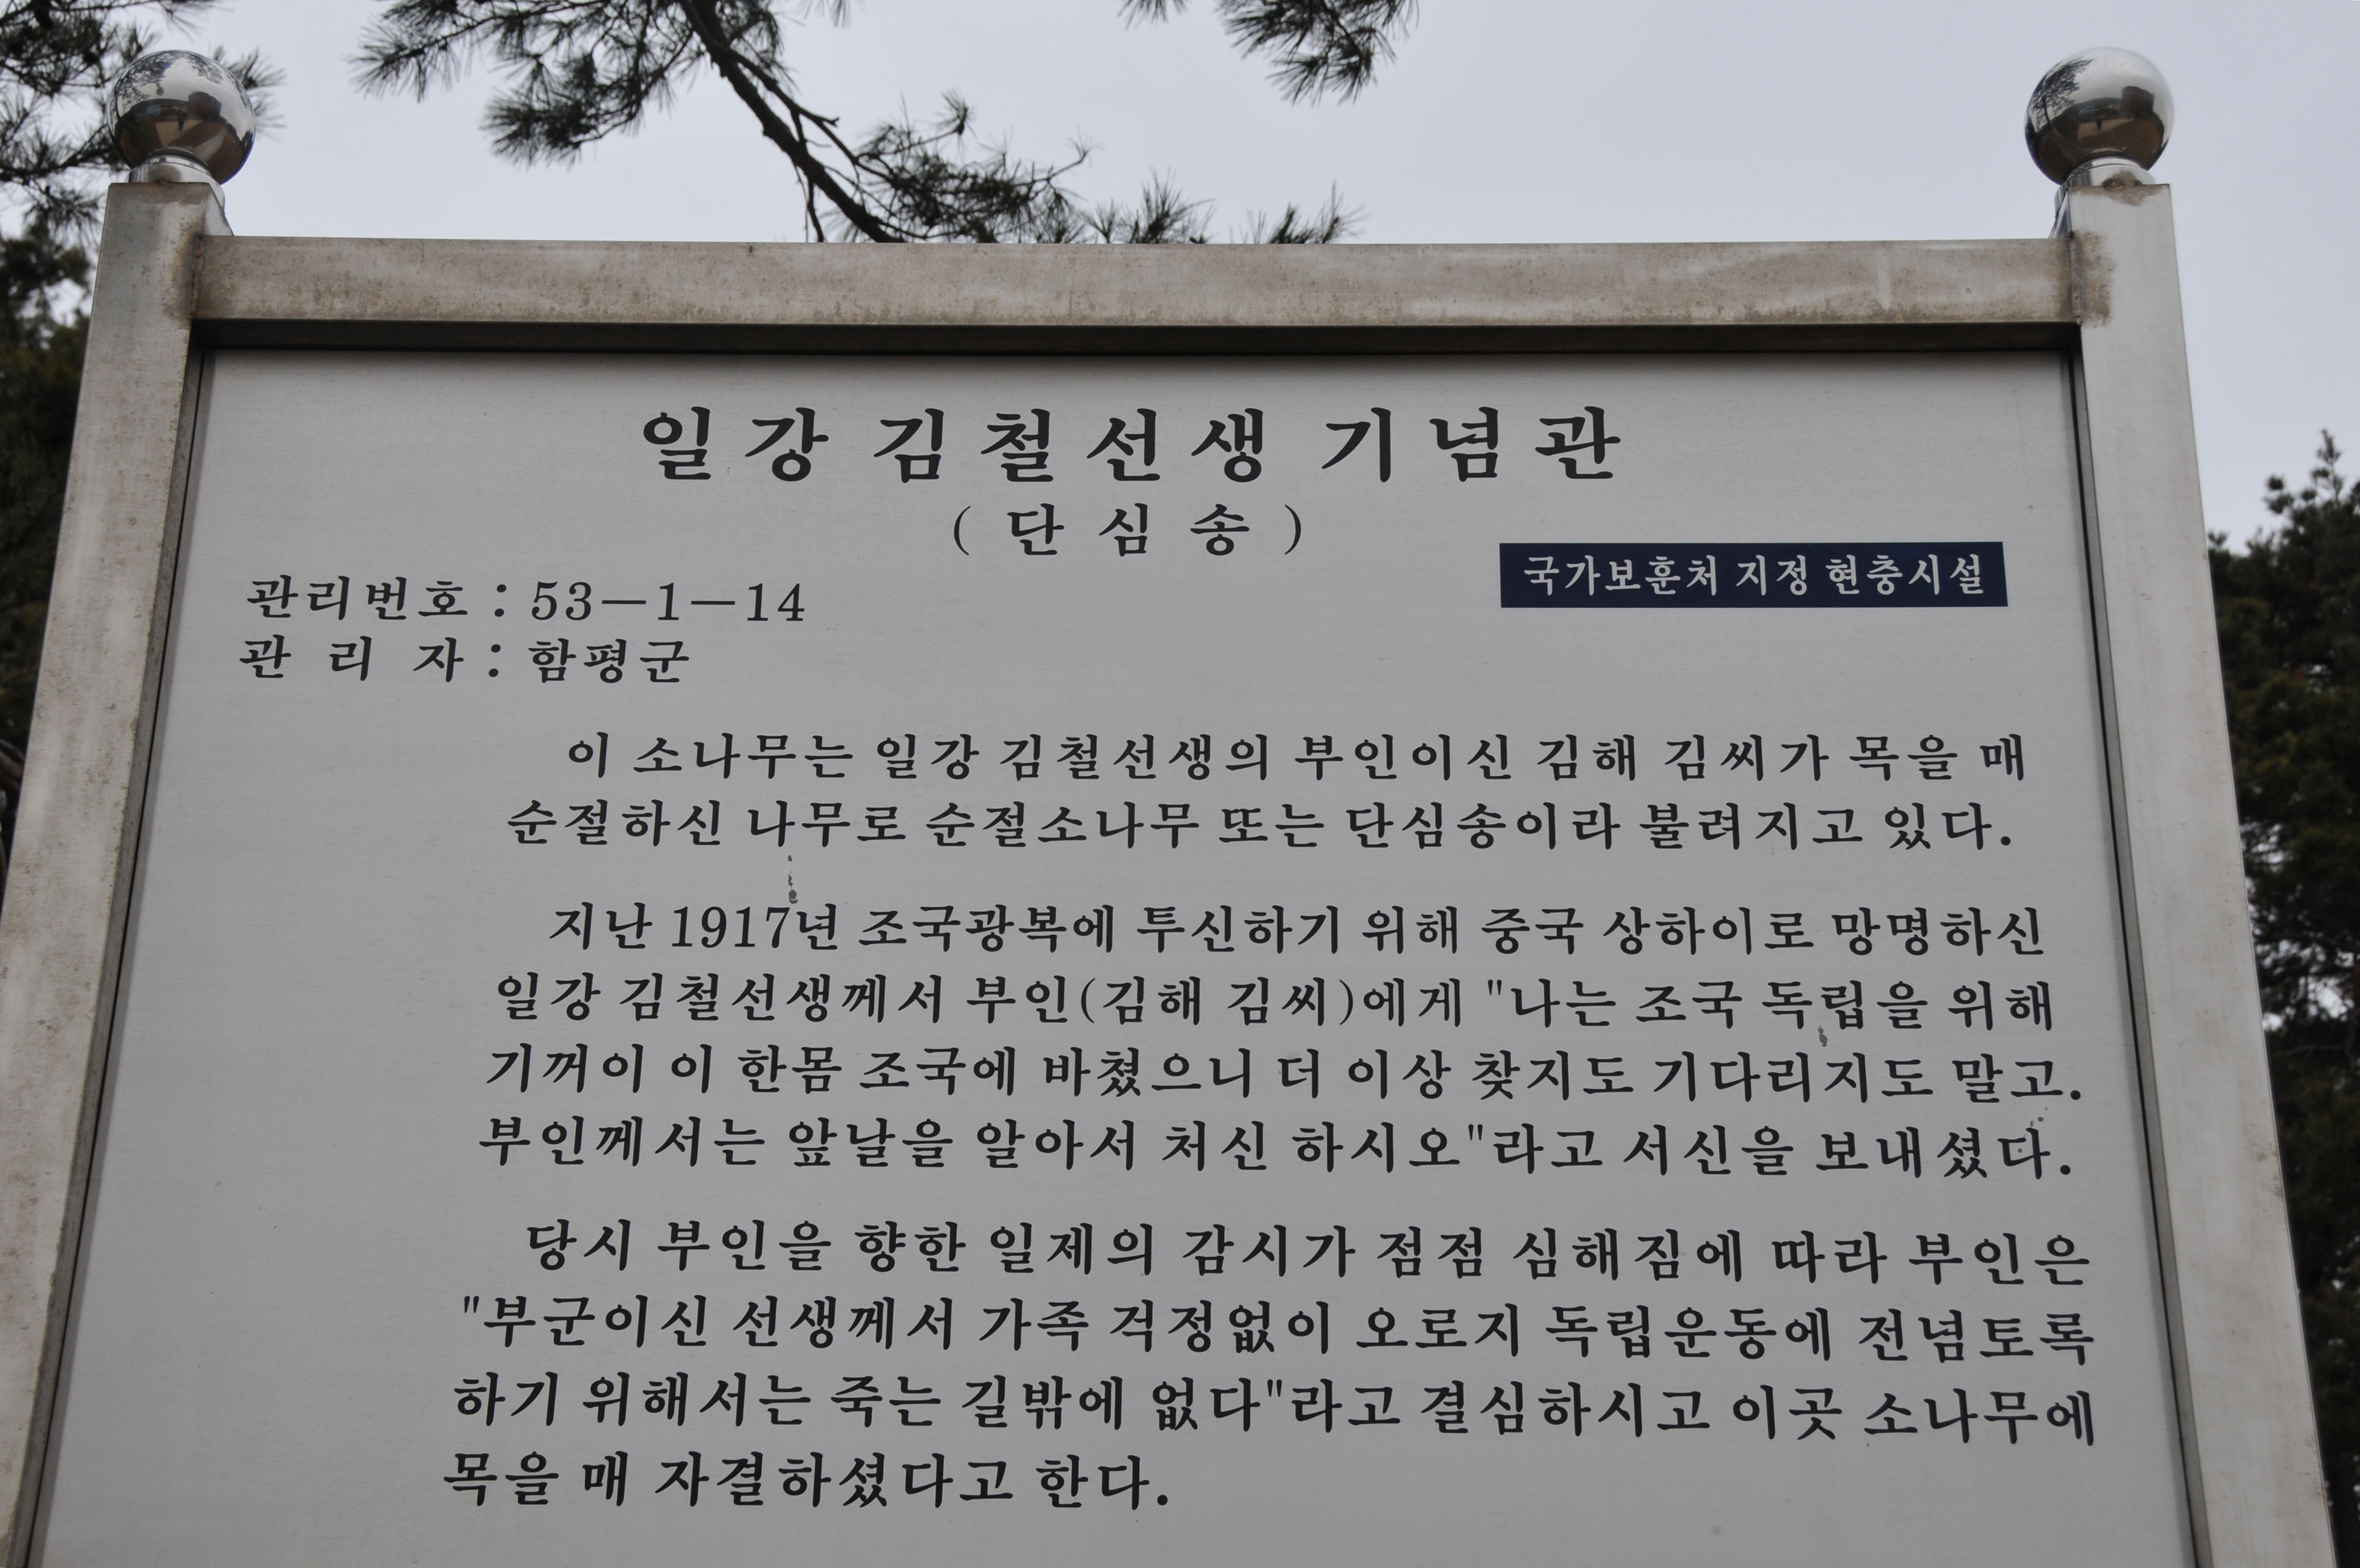 일강 김철선생 기념관
(단심송)
국가보훈처 지정 현충시설
관리번호 : 53-1-14
관 리 자 : 함평군
이 소나무는 일강 김철선생의 부인이신 김해 김씨가 목을 매
순절하신 나무로 순절소나무 또는 단심송이라 불려지고 있다.
지난 1917년 조국광복에 투신하기 위해 중국 상하이로 망명하신
일강 김철선생께서 부인(김해 김씨)에게 "나는 조국 독립을 위해
기꺼이 이 한몸 조국에 바쳤으니 더 이상 찾지도 기다리지도 말고.
부인께서는 앞날을 알아서 처신 하시오"라고 서신을 보내셨다.
당시 부인을 향한 일제의 감시가 점점 심해짐에 따라 부인은
"부군이신 선생께서 가족 걱정없이 오로지 독립운동에 전념토록
하기 위해서는 죽는 길밖에 없다"라고 결심하시고 이곳 소나무에
목을 매 자결하셨다고 한다.